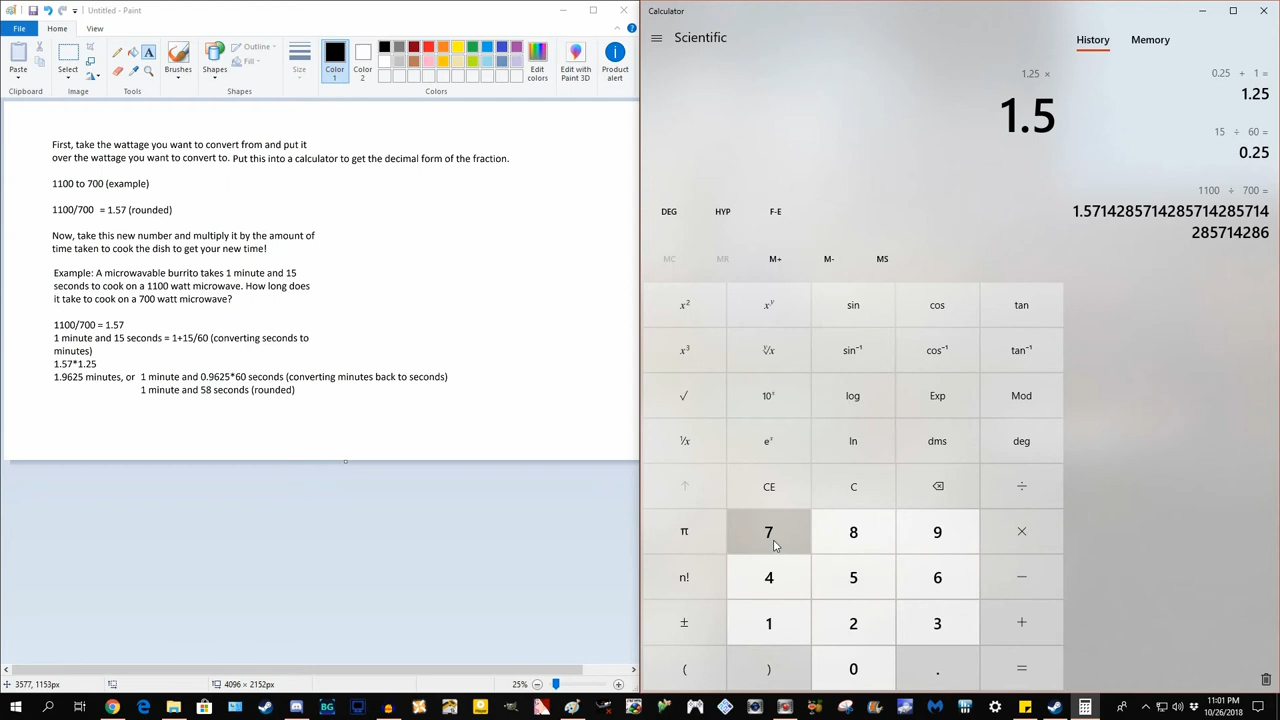 Untitled - Paint
File
Home
View
Paste
Select
Brushes
Shapes
Outline
Fill
Size
Color
1
Color
2
Edit
colors
Edit with
Paint 3D
Product
alert
Clipboard
Image
Tools
Shapes
Colors
First, take the wattage you want to convert from and put it
over the wattage you want to convert to. Put this into a calculator to get the decimal form of the fraction.
1100 to 700 (example)
1100/700 = 1.57 (rounded)
Now, take this new number and multiply it by the amount of
time taken to cook the dish to get your new time!
Example: A microwavable burrito takes 1 minute and 15
seconds to cook on a 1100 watt microwave. How long does
it take to cook on a 700 watt microwave?
1100/700 = 1.57
1 minute and 15 seconds = 1+15/60 (converting seconds to
minutes)
1.57*1.25
1.9625 minutes, or 1 minute and 0.9625*60 seconds (converting minutes back to seconds)
1 minute and 58 seconds (rounded)
3577, 1153px
4096 × 2152px
25%
Calculator
Scientific
1.25 ×
1.5
DEG
HYP
F-E
MC
MR
M+
M-
MS
x²
xʸ
sin
cos
tan
x³
ʸ√x
sin⁻¹
cos⁻¹
tan⁻¹
√
10ˣ
log
Exp
Mod
¹/x
eˣ
ln
dms
deg
↑
CE
C
÷
π
7
8
9
×
n!
4
5
6
−
±
1
2
3
+
(
)
0
.
=
History
Memory
0.25 + 1 =
1.25
15 ÷ 60 =
0.25
1100 ÷ 700 =
1.5714285714285714285714
285714286
11:01 PM
10/26/2018